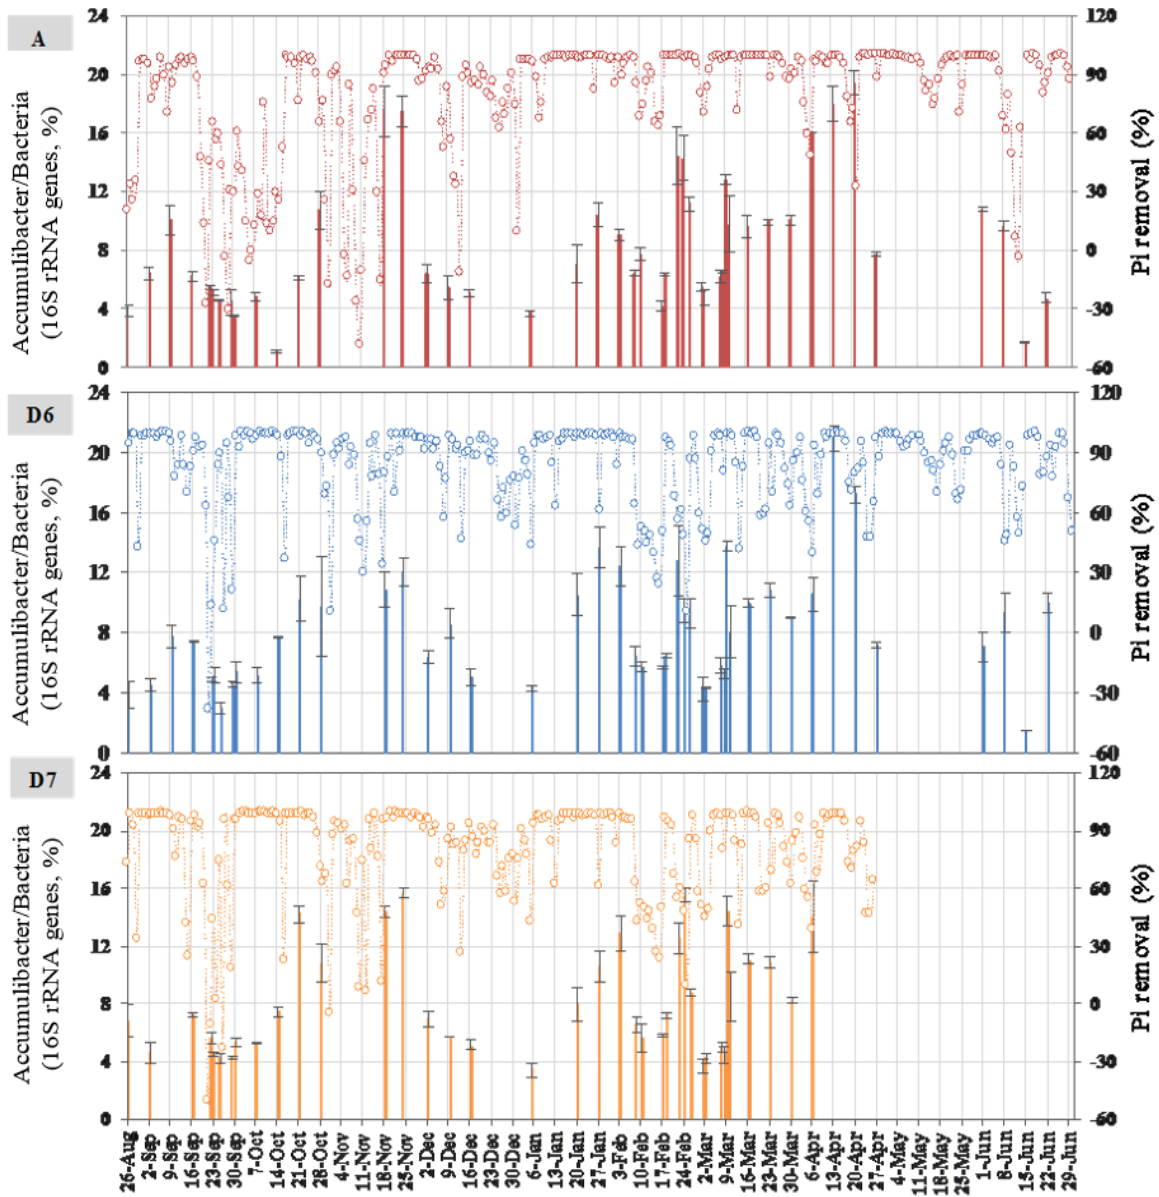 A
Accumulibacter/Bacteria
(16S rRNA genes, %)
24
20
16
12
8
4
0
120
90
60
30
0
-30
-60
Pi removal (%)
D6
Accumulibacter/Bacteria
(16S rRNA genes, %)
24
20
16
12
8
4
0
120
90
60
30
0
-30
-60
Pi removal (%)
D7
Accumulibacter/Bacteria
(16S rRNA genes, %)
24
20
16
12
8
4
0
120
90
60
30
0
-30
-60
Pi removal (%)
26-Aug
2-Sep
9-Sep
16-Sep
23-Sep
30-Sep
7-Oct
14-Oct
21-Oct
28-Oct
4-Nov
11-Nov
18-Nov
25-Nov
2-Dec
9-Dec
16-Dec
23-Dec
30-Dec
6-Jan
13-Jan
20-Jan
27-Jan
3-Feb
10-Feb
17-Feb
24-Feb
2-Mar
9-Mar
16-Mar
23-Mar
30-Mar
6-Apr
13-Apr
20-Apr
27-Apr
4-May
11-May
18-May
25-May
1-Jun
8-Jun
15-Jun
22-Jun
29-Jun